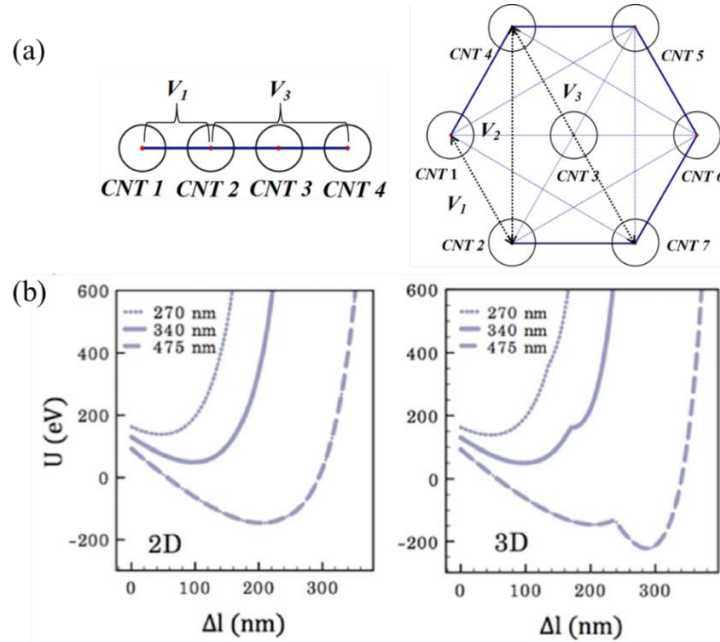 (a)
V1
V3
CNT 1 CNT 2 CNT 3 CNT 4
CNT 4
CNT 5
V3
V2
CNT 1
CNT 3
CNT 6
V1
CNT 2
CNT 7
(b)
600
400
200
0
-200
U (eV)
270 nm
340 nm
475 nm
2D
0 100 200 300
Δl (nm)
600
400
200
0
-200
270 nm
340 nm
475 nm
3D
0 100 200 300
Δl (nm)